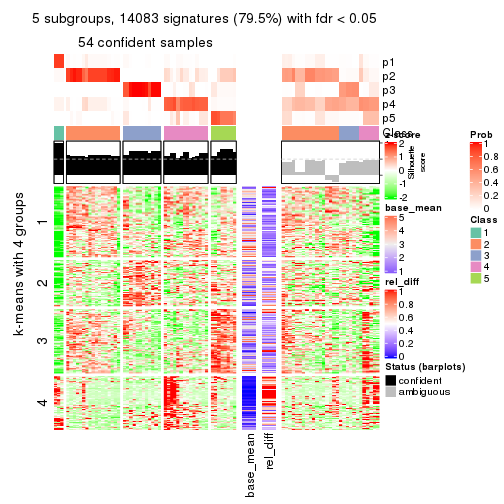 5 subgroups, 14083 signatures (79.5%) with fdr < 0.05
54 confident samples
p1
p2
p3
p4
p5
Class
Silhouette
score
k-means with 4 groups
1
2
3
4
base_mean
rel_diff
z-score
2
1
0
-1
-2
base_mean
5
4
3
2
1
rel_diff
1
0.8
0.6
0.4
0.2
0
Status (barplots)
confident
ambiguous
Prob
1
0.8
0.6
0.4
0.2
0
Class
1
2
3
4
5